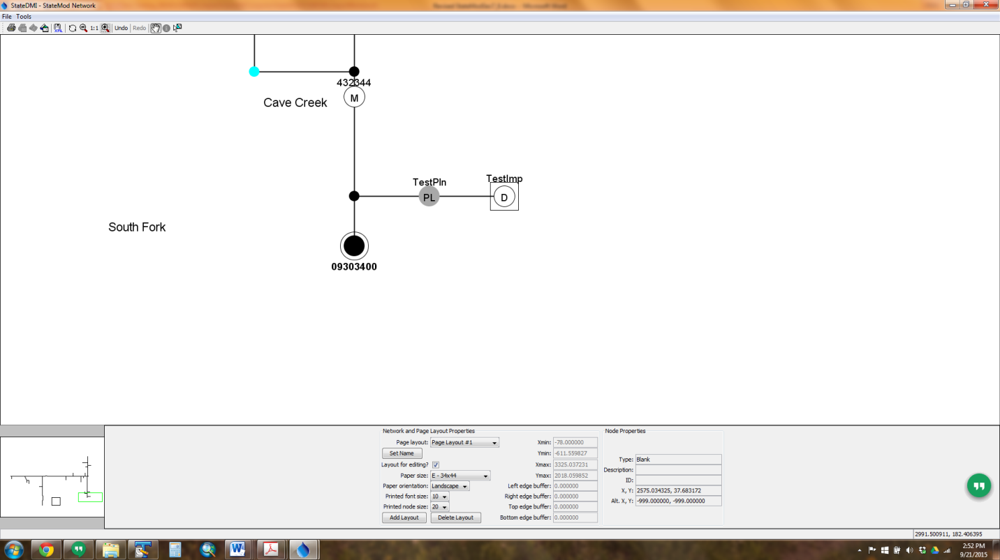 StateDMI - StateMod Network
File Tools
1:1 Undo Redo
432344
M
Cave Creek
TestPln
TestImp
PL
D
South Fork
09303400
Network and Page Layout Properties
Page layout: Page Layout #1
Set Name
Layout for editing?
Paper size: E - 34x44
Paper orientation: Landscape
Printed font size: 10
Printed node size: 20
Add Layout Delete Layout
Xmin: -78.000000
Ymin: -611.559827
Xmax: 3325.037231
Ymax: 2018.059852
Left edge buffer: 0.000000
Right edge buffer: 0.000000
Top edge buffer: 0.000000
Bottom edge buffer: 0.000000
Node Properties
Type: Blank
Description:
ID:
X, Y: 2575.034325, 37.683172
Alt. X, Y: -999.000000, -999.000000
2991.500911, 182.406395
2:52 PM
9/21/2015